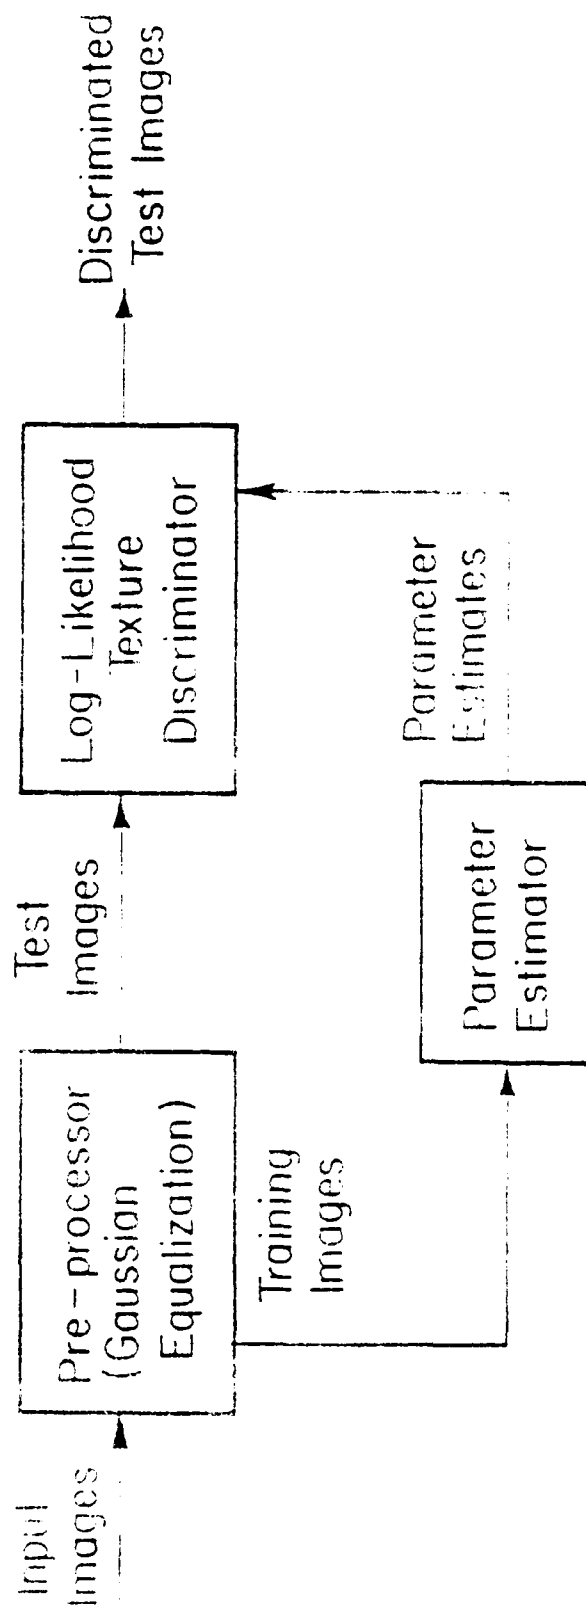 Input
Images
Pre-processor
(Gaussian
Equalization)
Test
Images
Log-Likelihood
Texture
Discriminator
Discriminated
Test Images
Training
Images
Parameter
Estimator
Parameter
Estimates